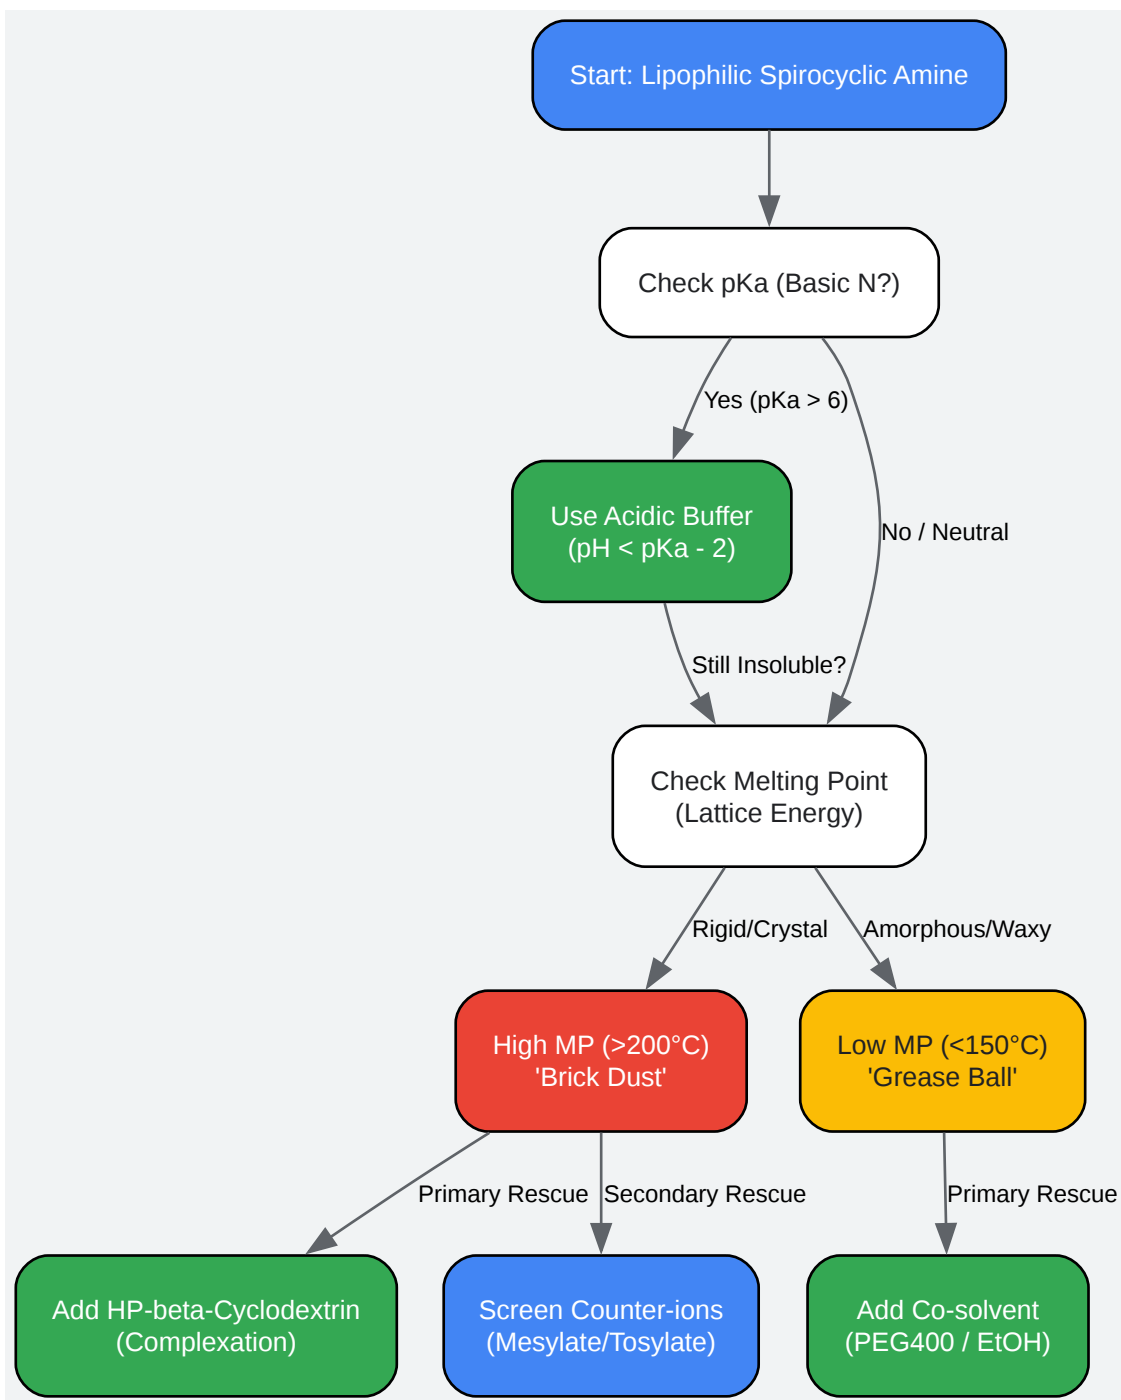 Start: Lipophilic Spirocyclic Amine
Check pKa (Basic N?)
Yes (pKa > 6)
Use Acidic Buffer
(pH < pKa - 2)
No / Neutral
Still Insoluble?
Check Melting Point
(Lattice Energy)
Rigid/Crystal
Amorphous/Waxy
High MP (>200°C)
'Brick Dust'
Low MP (<150°C)
'Grease Ball'
Primary Rescue
Secondary Rescue
Primary Rescue
Add HP-beta-Cyclodextrin
(Complexation)
Screen Counter-ions
(Mesylate/Tosylate)
Add Co-solvent
(PEG400 / EtOH)